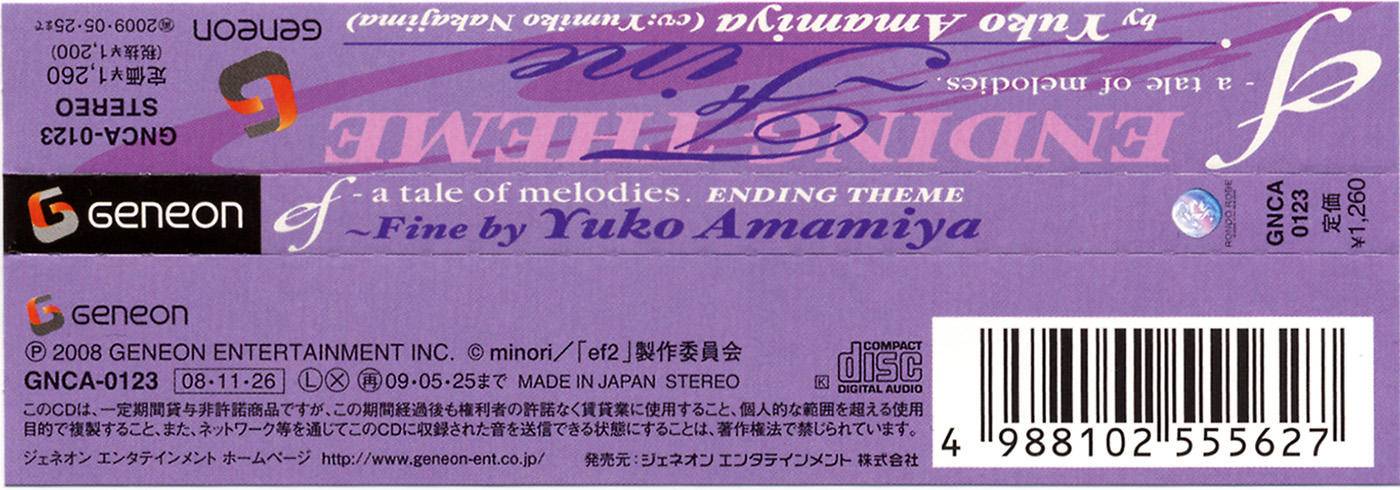 ef
- a tale of melodies.
ENDING THEME
~Fine
by Yuko Amamiya (cv:Yumiko Nakajima)
GENEON
GNCA-0123
STEREO
定価¥1,260
(税抜¥1,200)
2009・05・25まで
GENEON
ef - a tale of melodies. ENDING THEME
~Fine by Yuko Amamiya
RONDO ROBE
GNCA
0123
定価
¥1,260
GENEON
Ⓟ 2008 GENEON ENTERTAINMENT INC. © minori/「ef2」製作委員会
GNCA-0123 08・11・26 Ⓛ Ⓧ ㊢09・05・25まで MADE IN JAPAN STEREO
K
COMPACT
disc
DIGITAL AUDIO
このCDは、一定期間貸与非許諾商品ですが、この期間経過後も権利者の許諾なく賃貸業に使用すること、個人的な範囲を超える使用
目的で複製すること、また、ネットワーク等を通じてこのCDに収録された音を送信できる状態にすることは、著作権法で禁じられています。
ジェネオン エンタテインメント ホームページ http://www.geneon-ent.co.jp/ 発売元：ジェネオン エンタテインメント 株式会社
4 988102 555627